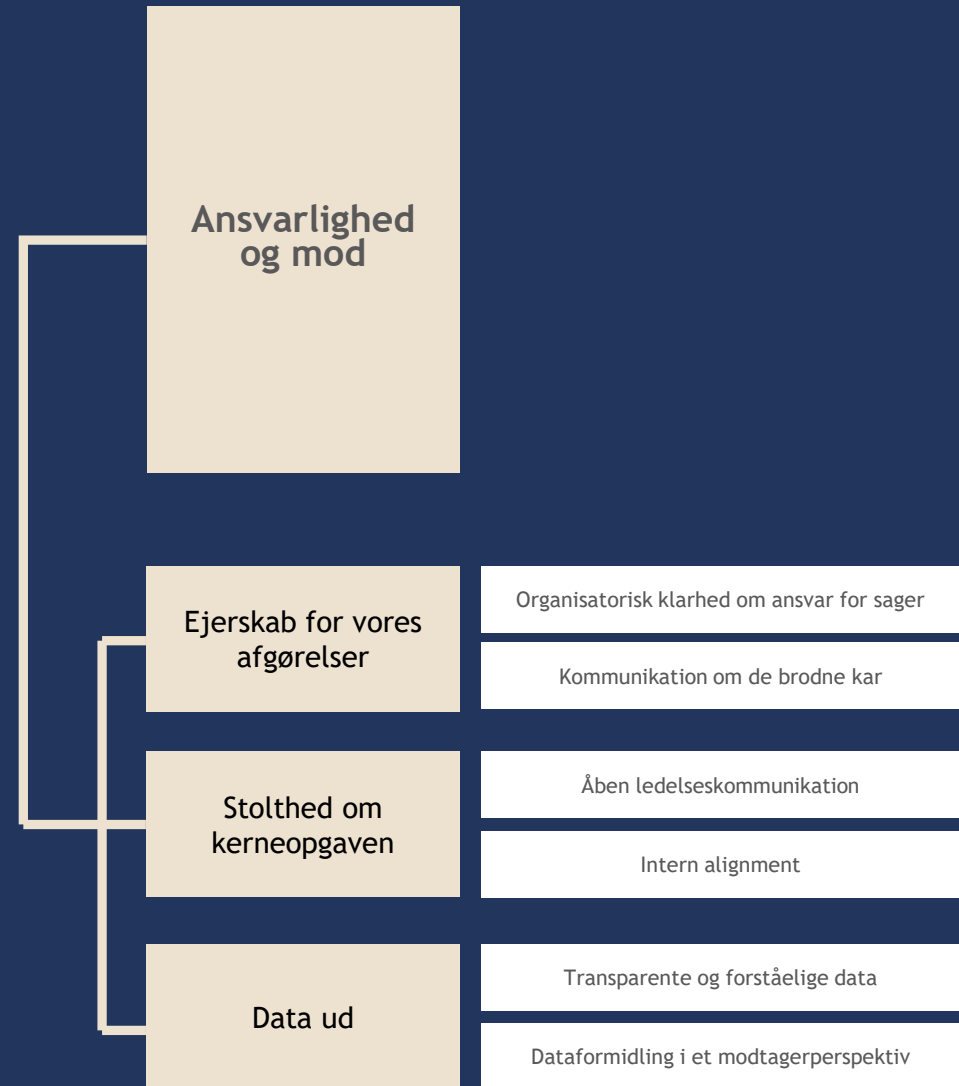 Ansvarlighed
og mod
Ejerskab for vores
afgørelser
Organisatorisk klarhed om ansvar for sager
Kommunikation om de brodne kar
Stolthed om
kerneopgaven
Åben ledelseskommunikation
Intern alignment
Data ud
Transparente og forståelige data
Dataformidling i et modtagerperspektiv